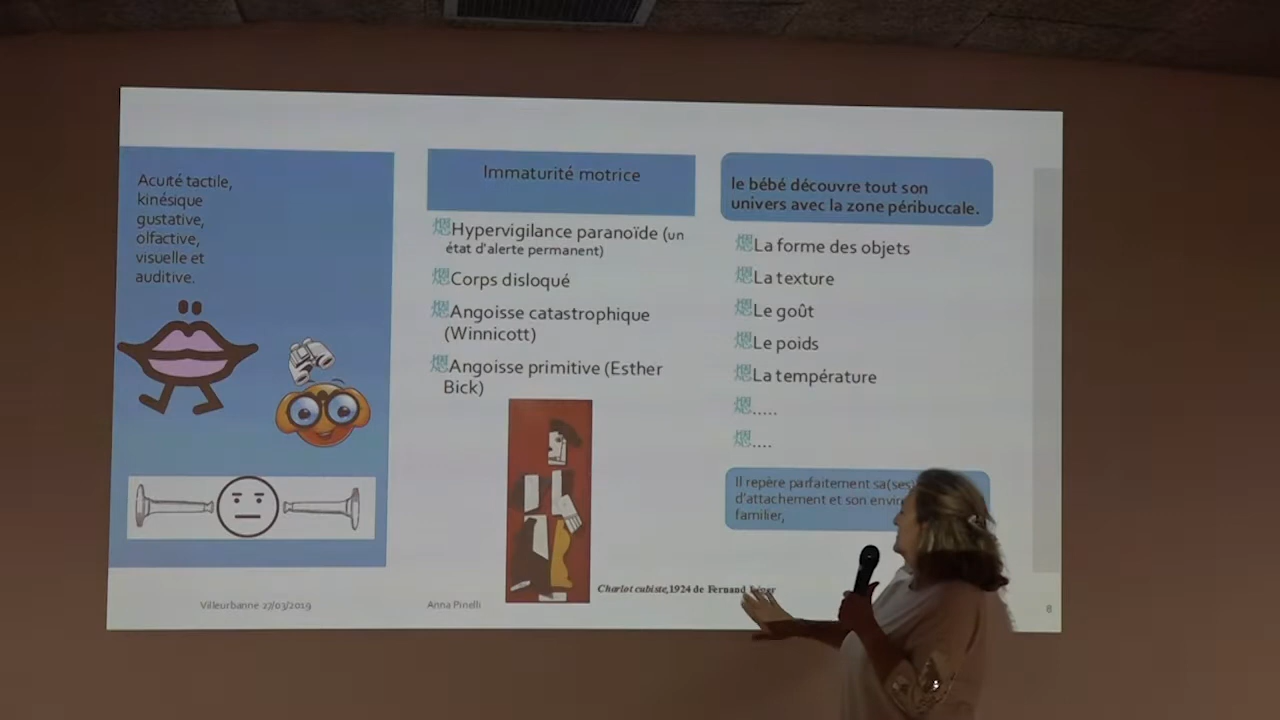 Acuité tactile,
kinésique
gustative,
olfactive,
visuelle et
auditive.
Immaturité motrice
Hypervigilance paranoïde (un
état d'alerte permanent)
Corps disloqué
Angoisse catastrophique
(Winnicott)
Angoisse primitive (Esther
Bick)
le bébé découvre tout son
univers avec la zone péribuccale.
La forme des objets
La texture
Le goût
Le poids
La température
.....
....
Il repère parfaitement sa(ses)
d'attachement et son
familier,
Charlot cubiste,1924 de Fernand Léger
Villeurbanne 27/03/2019
Anna Pinelli
8